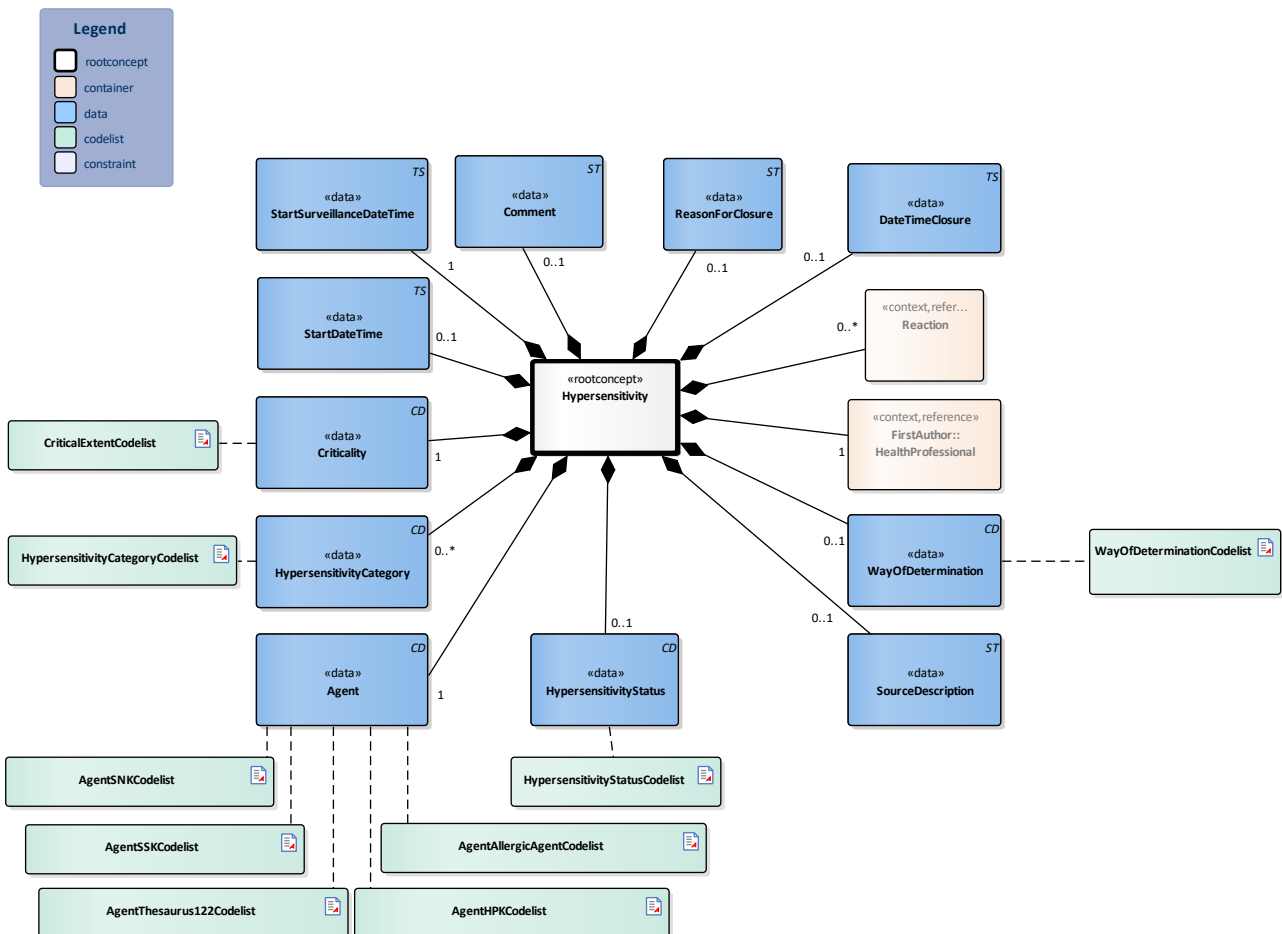 Legend
rootconcept
container
data
codelist
constraint
TS
«data»
StartSurveillanceDateTime
ST
«data»
Comment
ST
«data»
ReasonForClosure
TS
«data»
DateTimeClosure
1
0..1
0..1
0..1
TS
«data»
StartDateTime
0..1
«context,refer...
Reaction
0..*
«rootconcept»
Hypersensitivity
CriticalExtentCodelist
CD
«data»
Criticality
1
«context,reference»
FirstAuthor::
HealthProfessional
1
HypersensitivityCategoryCodelist
CD
«data»
HypersensitivityCategory
0..*
CD
«data»
WayOfDetermination
0..1
WayOfDeterminationCodelist
CD
«data»
Agent
1
CD
«data»
HypersensitivityStatus
0..1
ST
«data»
SourceDescription
0..1
AgentSNKCodelist
HypersensitivityStatusCodelist
AgentSSKCodelist
AgentAllergicAgentCodelist
AgentThesaurus122Codelist
AgentHPKCodelist